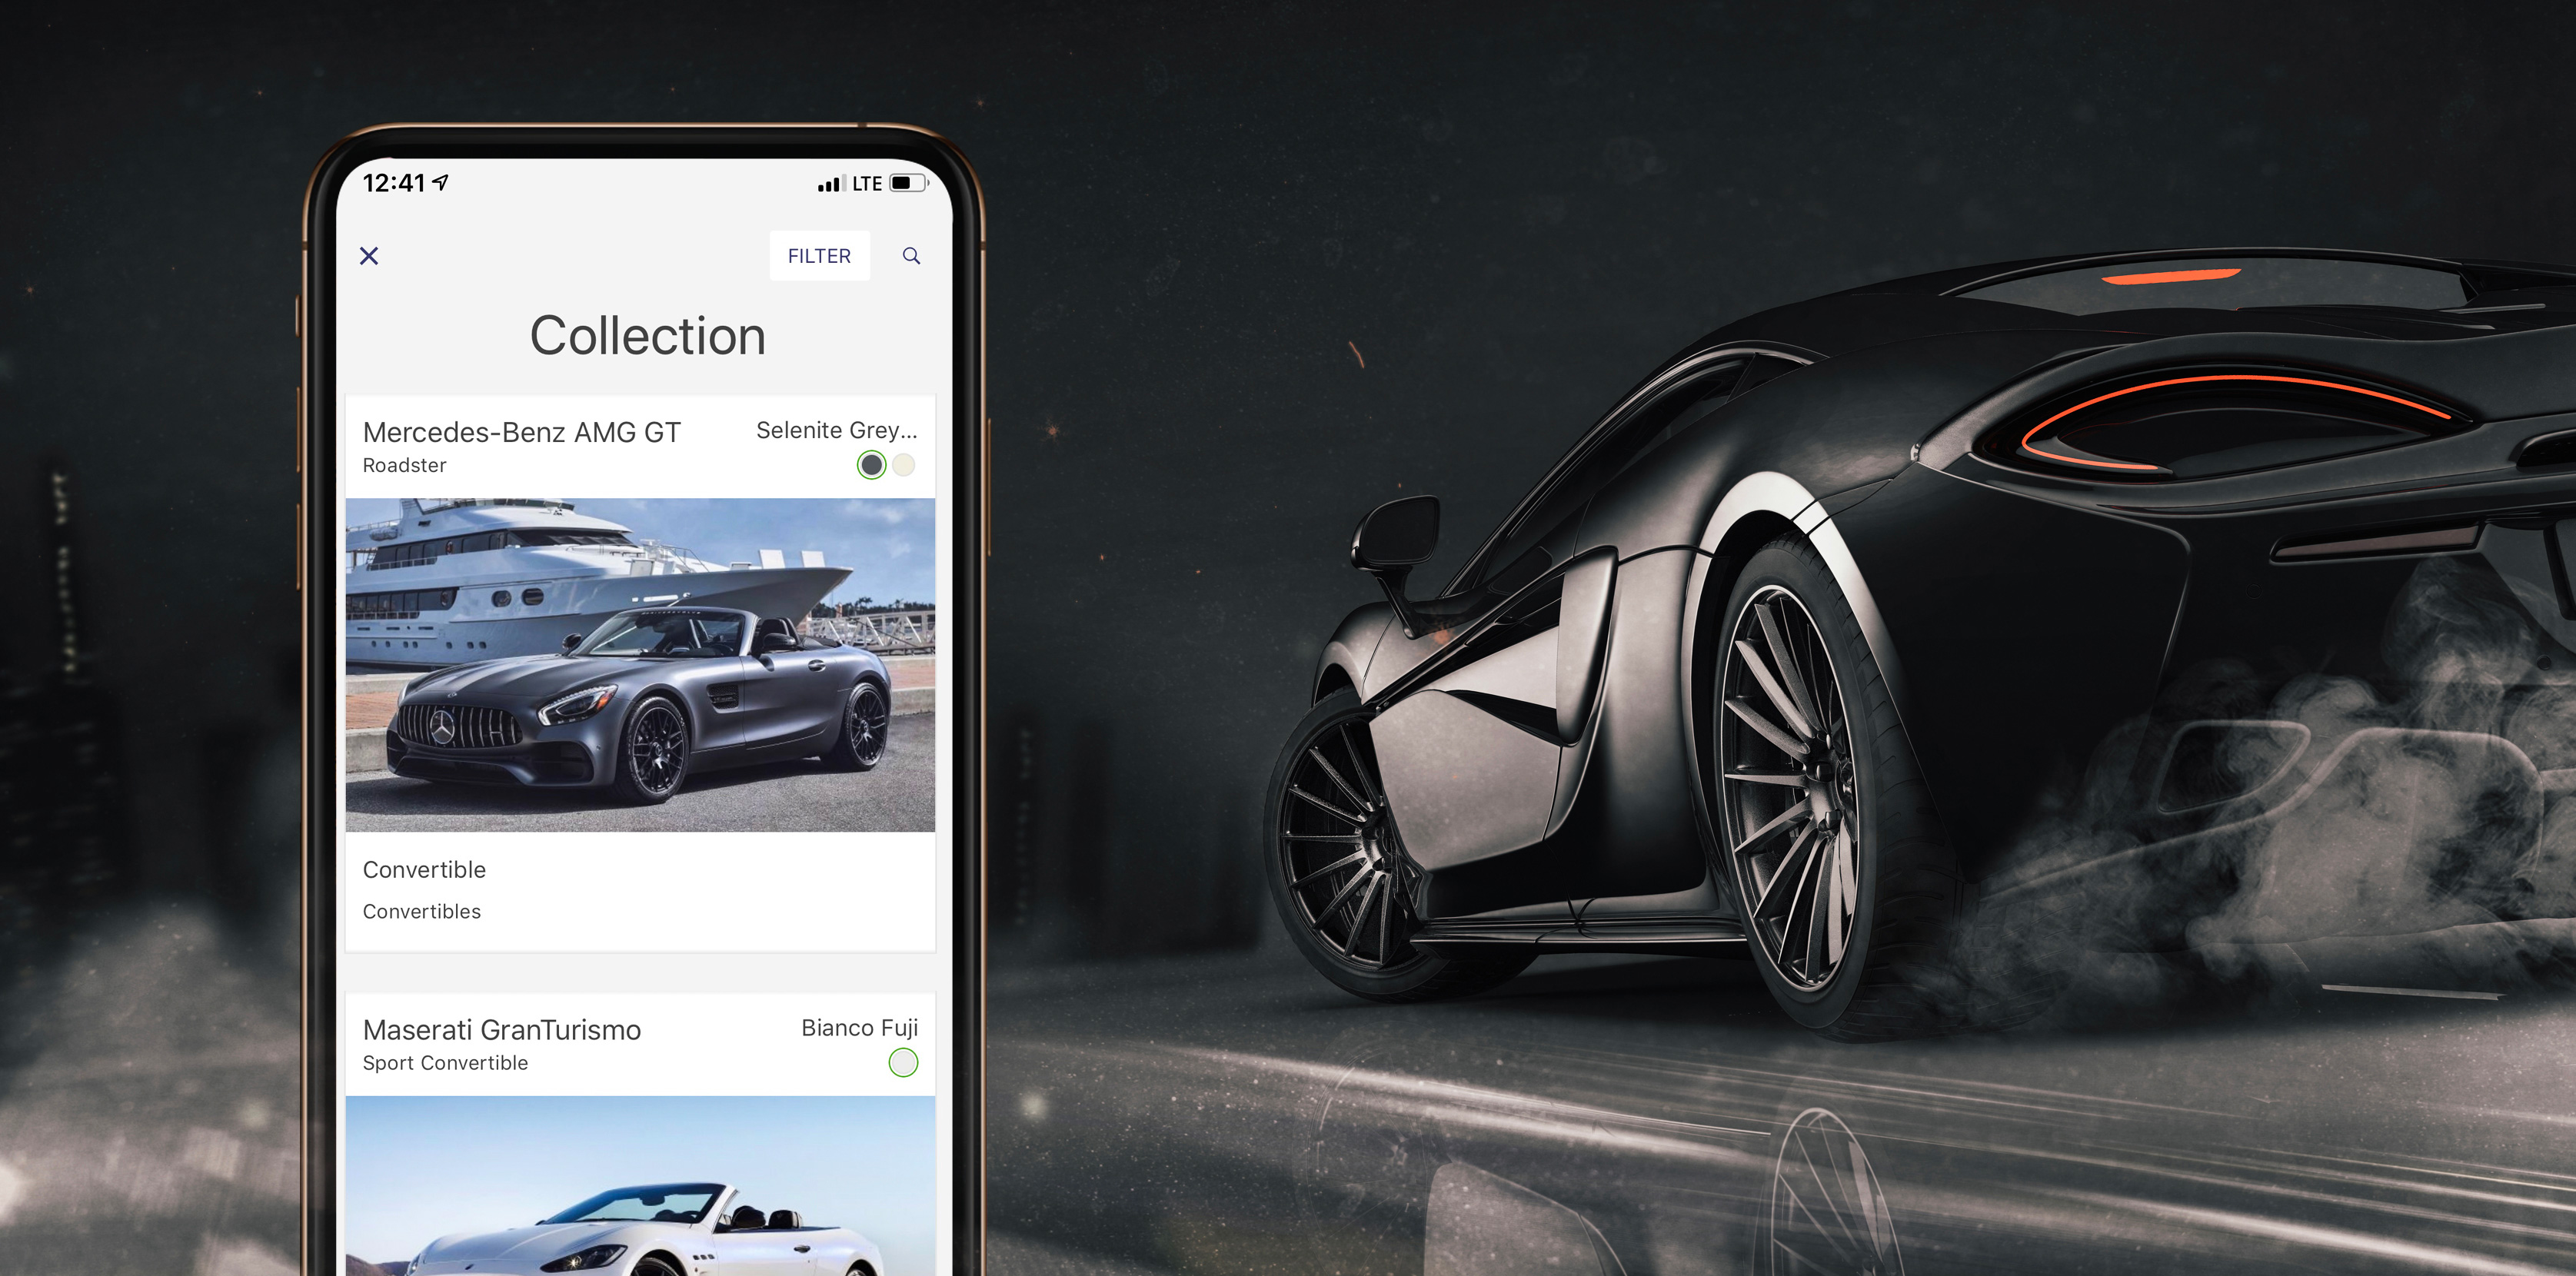 12:41 LTE
FILTER
Collection
Mercedes-Benz AMG GT
Selenite Grey...
Roadster
Convertible
Convertibles
Maserati GranTurismo
Bianco Fuji
Sport Convertible